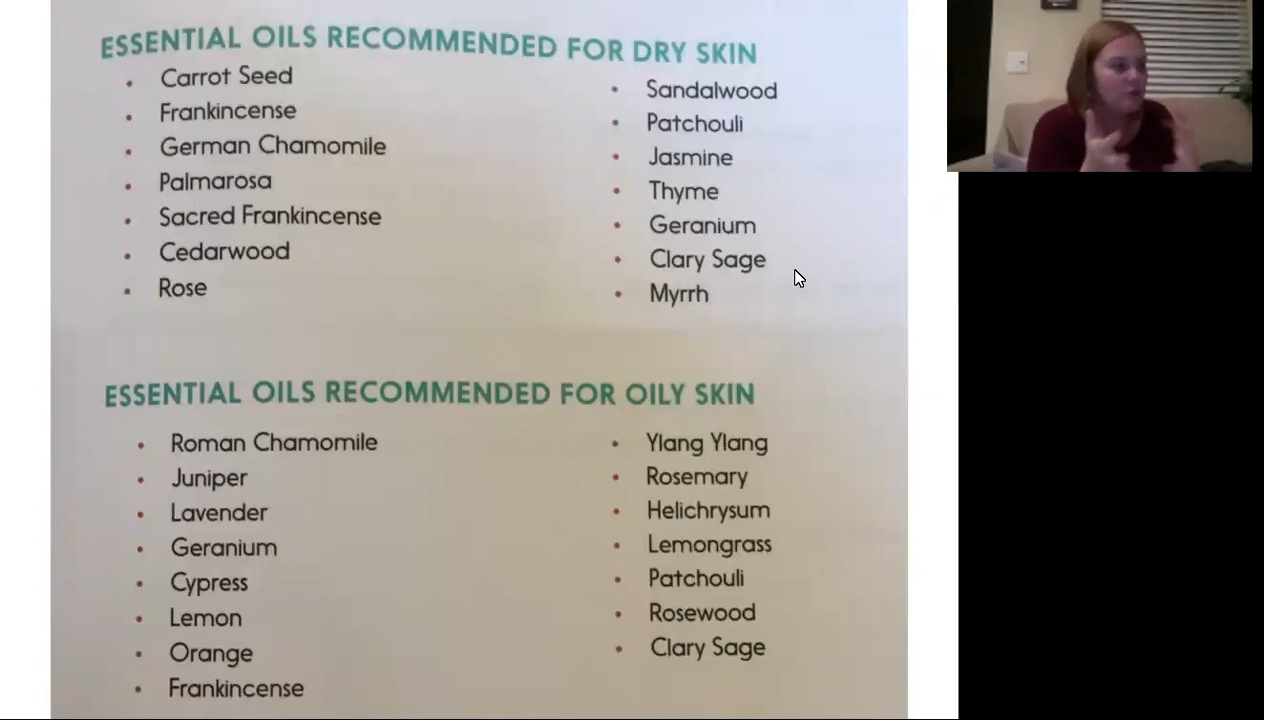 ESSENTIAL OILS RECOMMENDED FOR DRY SKIN
Carrot Seed
Frankincense
German Chamomile
Palmarosa
Sacred Frankincense
Cedarwood
Rose
Sandalwood
Patchouli
Jasmine
Thyme
Geranium
Clary Sage
Myrrh
ESSENTIAL OILS RECOMMENDED FOR OILY SKIN
Roman Chamomile
Juniper
Lavender
Geranium
Cypress
Lemon
Orange
Frankincense
Ylang Ylang
Rosemary
Helichrysum
Lemongrass
Patchouli
Rosewood
Clary Sage